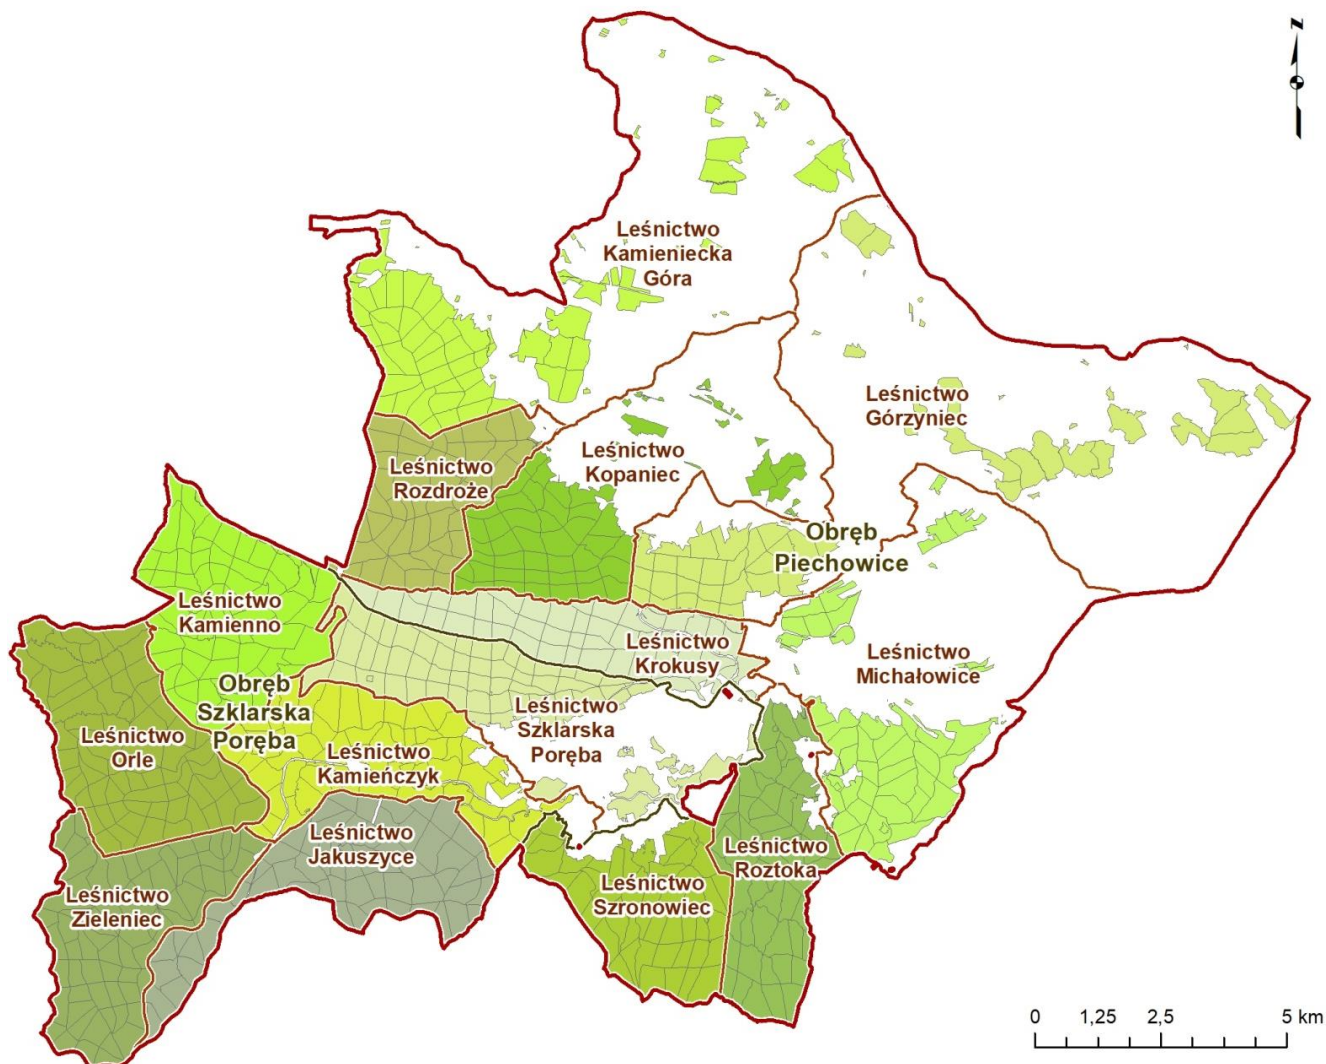 N
Leśnictwo
Kamieniecka
Góra
Leśnictwo
Górzyniec
Leśnictwo
Kopaniec
Leśnictwo
Rozdroże
Obręb
Piechowice
Leśnictwo
Kamienno
Leśnictwo
Krokusy
Leśnictwo
Michałowice
Obręb
Szklarska
Poręba
Leśnictwo
Szklarska
Poręba
Leśnictwo
Orle
Leśnictwo
Kamieńczyk
Leśnictwo
Jakuszyce
Leśnictwo
Roztoka
Leśnictwo
Szronowiec
Leśnictwo
Zieleniec
0 1,25 2,5 5 km